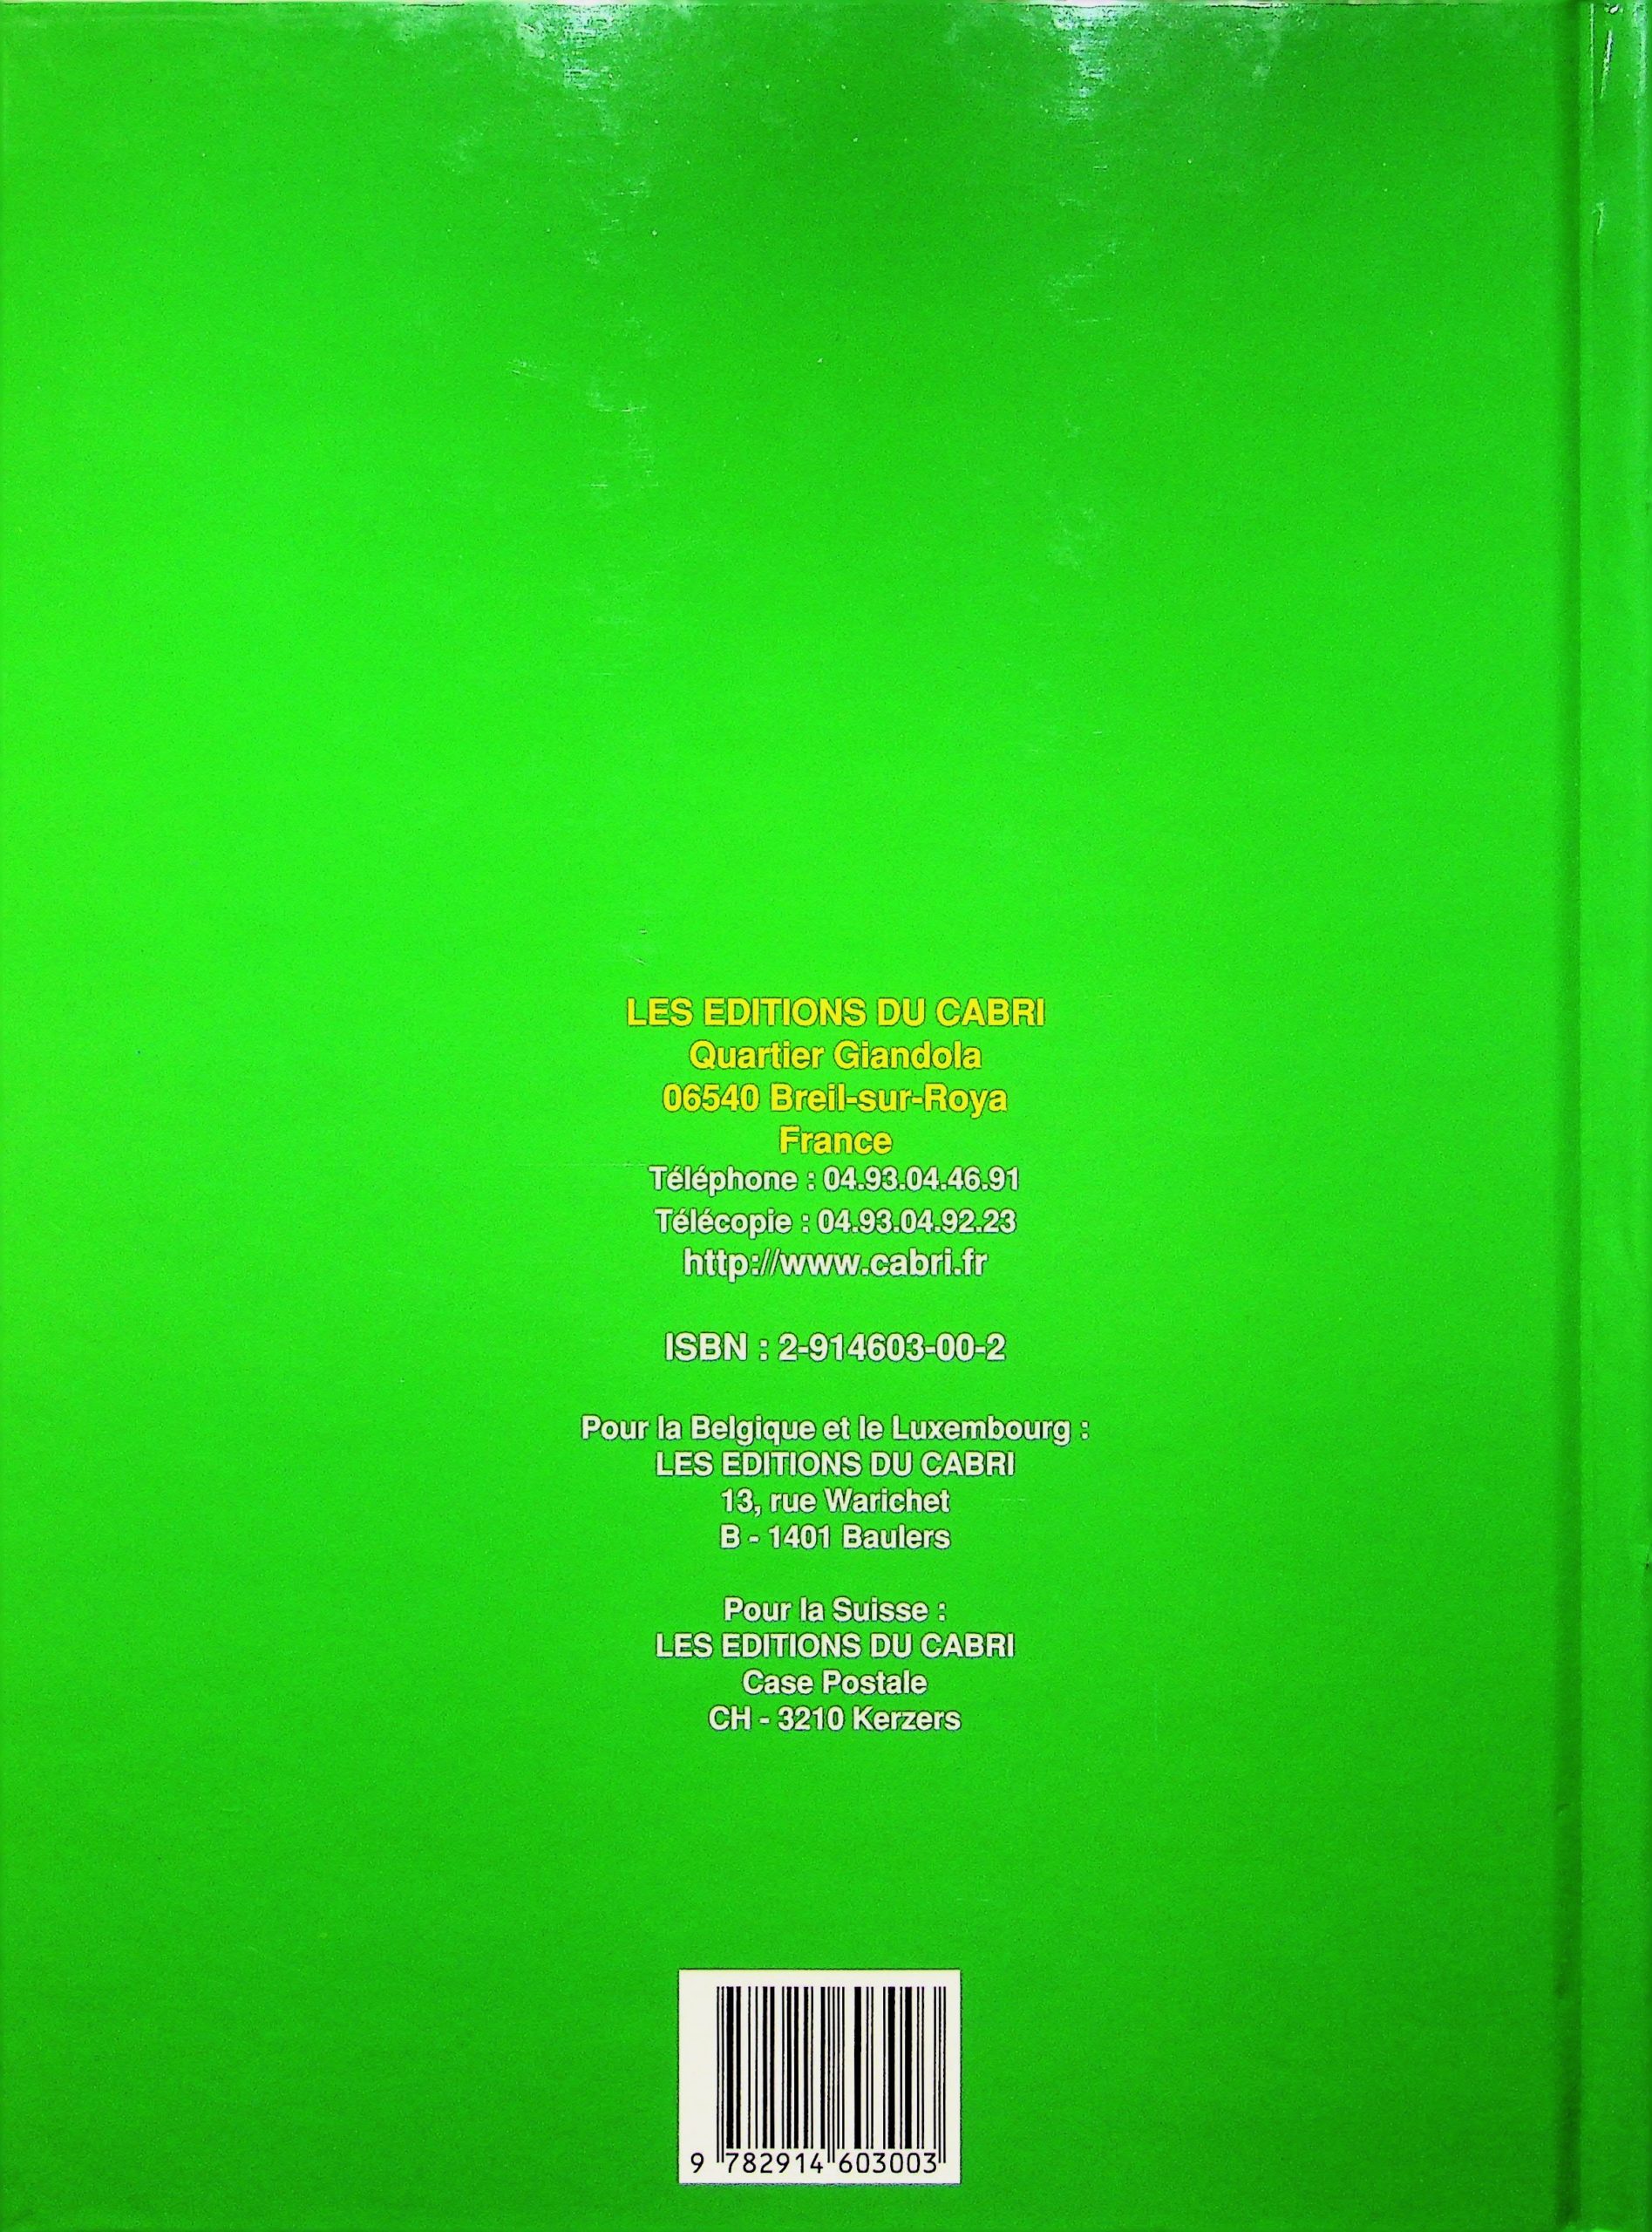 LES EDITIONS DU CABRI
Quartier Giandola
06540 Breil-sur-Roya
France
Téléphone : 04.93.04.46.91
Télécopie : 04.93.04.92.23
http://www.cabri.fr
ISBN : 2-914603-00-2
Pour la Belgique et le Luxembourg :
LES EDITIONS DU CABRI
13, rue Warichet
B - 1401 Baulers
Pour la Suisse :
LES EDITIONS DU CABRI
Case Postale
CH - 3210 Kerzers
9 782914 603003